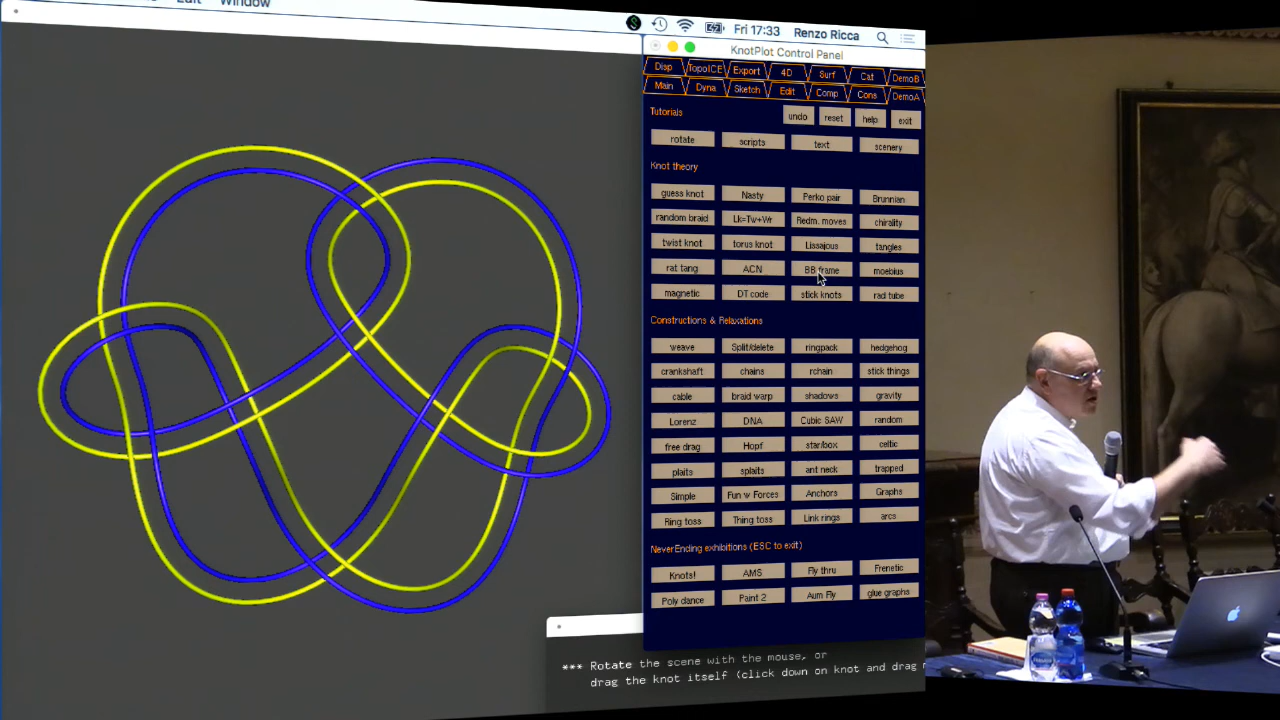 Edit Window
Fri 17:33 Renzo Ricca
KnotPlot Control Panel
Disp TopoICE Export 4D Surf Cat DemoB
Main Dyna Sketch Edit Comp Cons DemoA
Tutorials undo reset help exit
rotate scripts text scenery
Knot theory
guess knot Nasty Perko pair Brunnian
random braid Lk=Tw+Wr Redm. moves chirality
twist knot torus knot Lissajous tangles
rat tang ACN BB frame moebius
magnetic DT code stick knots rad tube
Constructions & Relaxations
weave Split/delete ringpack hedgehog
crankshaft chains rchain stick things
cable braid warp shadows gravity
Lorenz DNA Cubic SAW random
free drag Hopf star/box celtic
plaits splaits ant neck trapped
Simple Fun w Forces Anchors Graphs
Ring toss Thing toss Link rings arcs
NeverEnding exhibitions (ESC to exit)
Knots! AMS Fly thru Frenetic
Poly dance Paint 2 Aum Fly glue graphs
*** Rotate the scene with the mouse, or
drag the knot itself (click down on knot and drag